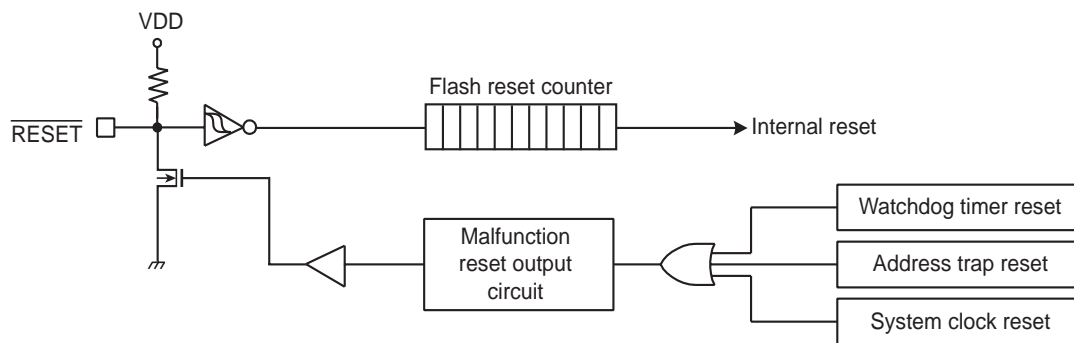 VDD
Flash reset counter
RESET
Internal reset
Watchdog timer reset
Malfunction
reset output
circuit
Address trap reset
System clock reset